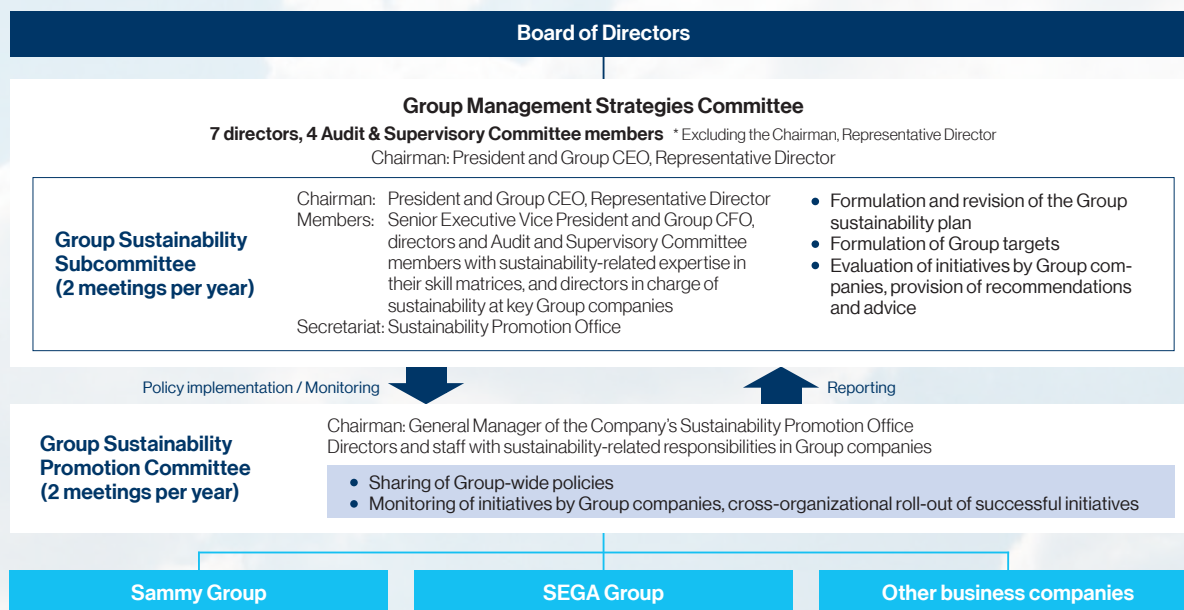 Board of Directors
Group Management Strategies Committee
7 directors, 4 Audit & Supervisory Committee members * Excluding the Chairman, Representative Director
Chairman: President and Group CEO, Representative Director
Group Sustainability
Subcommittee
(2 meetings per year)
Chairman: President and Group CEO, Representative Director
Members: Senior Executive Vice President and Group CFO,
directors and Audit and Supervisory Committee
members with sustainability-related expertise in
their skill matrices, and directors in charge of
sustainability at key Group companies
Secretariat: Sustainability Promotion Office
• Formulation and revision of the Group
sustainability plan
• Formulation of Group targets
• Evaluation of initiatives by Group com-
panies, provision of recommendations
and advice
Policy implementation / Monitoring
Reporting
Group Sustainability
Promotion Committee
(2 meetings per year)
Chairman: General Manager of the Company's Sustainability Promotion Office
Directors and staff with sustainability-related responsibilities in Group companies
• Sharing of Group-wide policies
• Monitoring of initiatives by Group companies, cross-organizational roll-out of successful initiatives
Sammy Group
SEGA Group
Other business companies